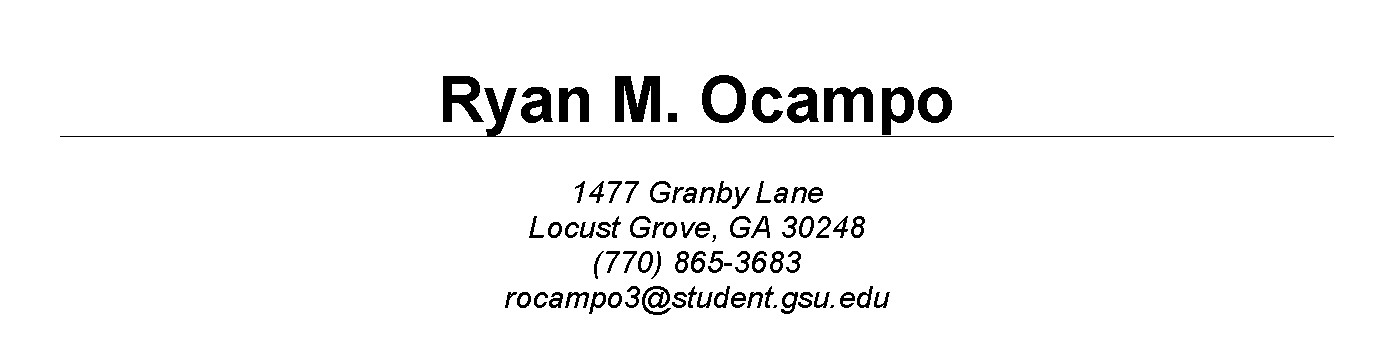 Ryan M. Ocampo
1477 Granby Lane
Locust Grove, GA 30248
(770) 865-3683
rocampo3@student.gsu.edu